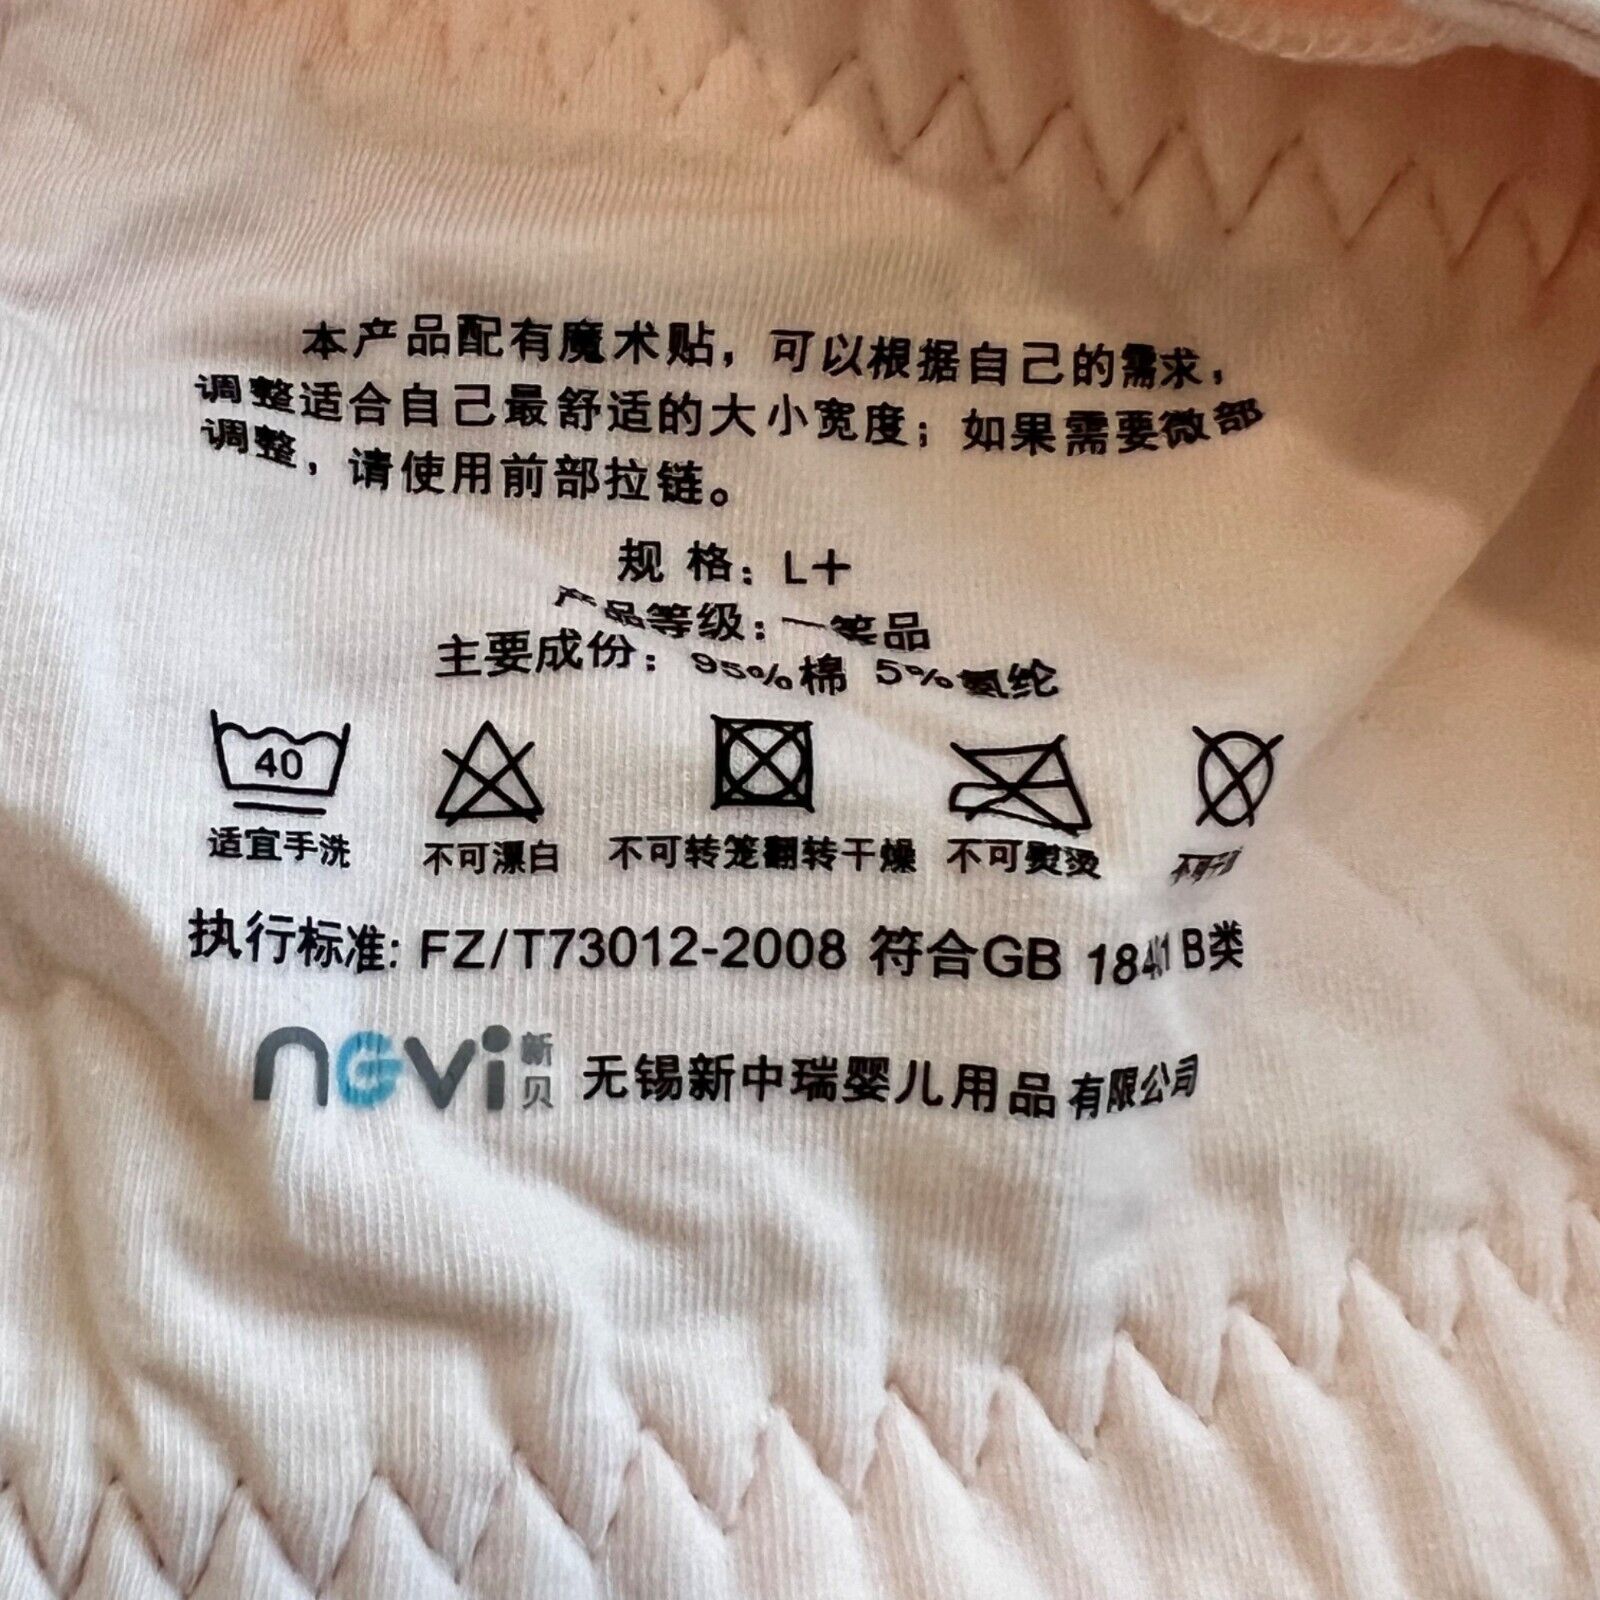 本产品配有魔术贴，可以根据自己的需求，
调整适合自己最舒适的大小宽度；如果需要微部
调整，请使用前部拉链。
规 格：L+
产品等级：一等品
主要成份：95%棉 5%氨纶
40
适宜手洗 不可漂白 不可转笼翻转干燥 不可熨烫 不可干
执行标准: FZ/T73012-2008 符合GB 18401 B类
nevi 新贝 无锡新中瑞婴儿用品有限公司